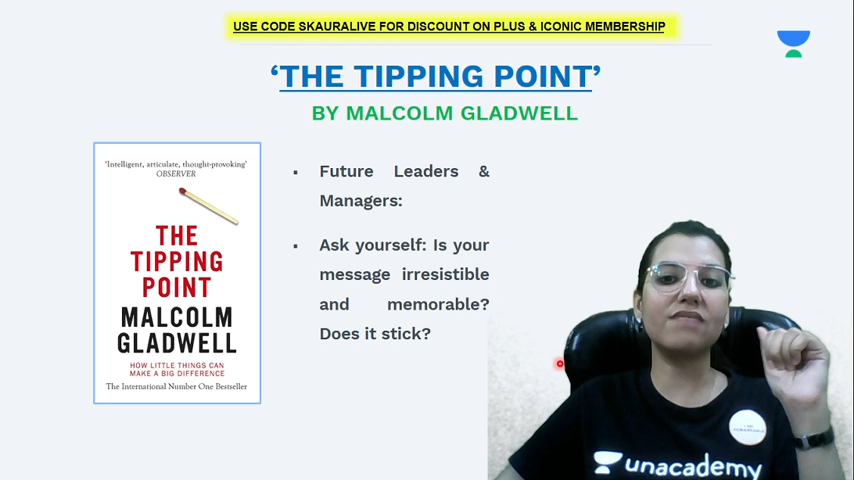 USE CODE SKAURALIVE FOR DISCOUNT ON PLUS & ICONIC MEMBERSHIP
‘THE TIPPING POINT’
BY MALCOLM GLADWELL
'Intelligent, articulate, thought-provoking'
OBSERVER
THE
TIPPING
POINT
MALCOLM
GLADWELL
HOW LITTLE THINGS CAN
MAKE A BIG DIFFERENCE
The International Number One Bestseller
▪ Future Leaders &
Managers:
▪ Ask yourself: Is your
message irresistible
and memorable?
Does it stick?
unacademy